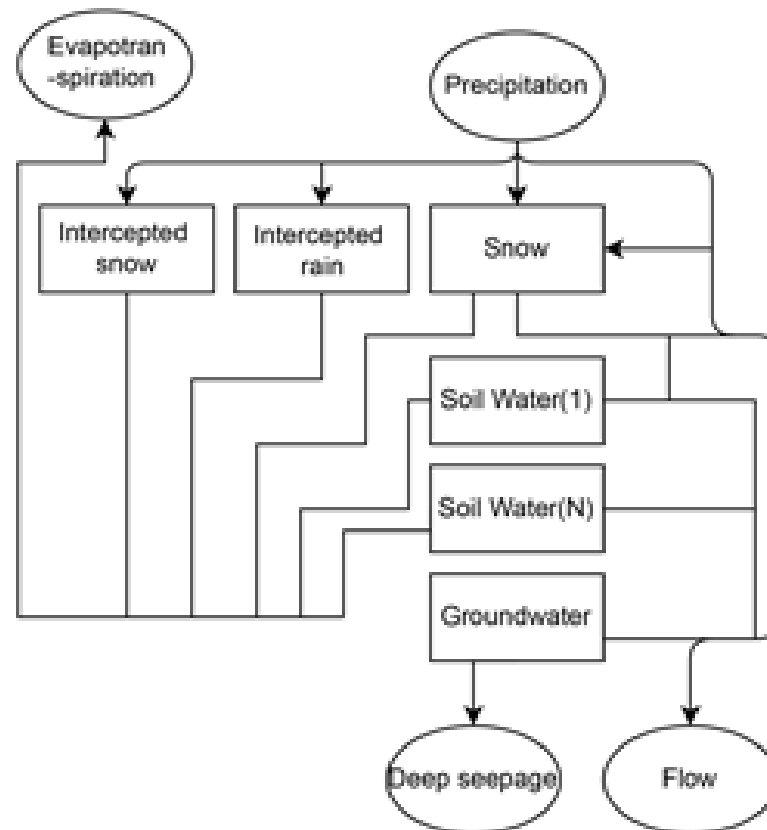 Evapotran
-spiration
Precipitation
Intercepted
snow
Intercepted
rain
Snow
Soil Water(1)
Soil Water(N)
Groundwater
Deep seepage
Flow